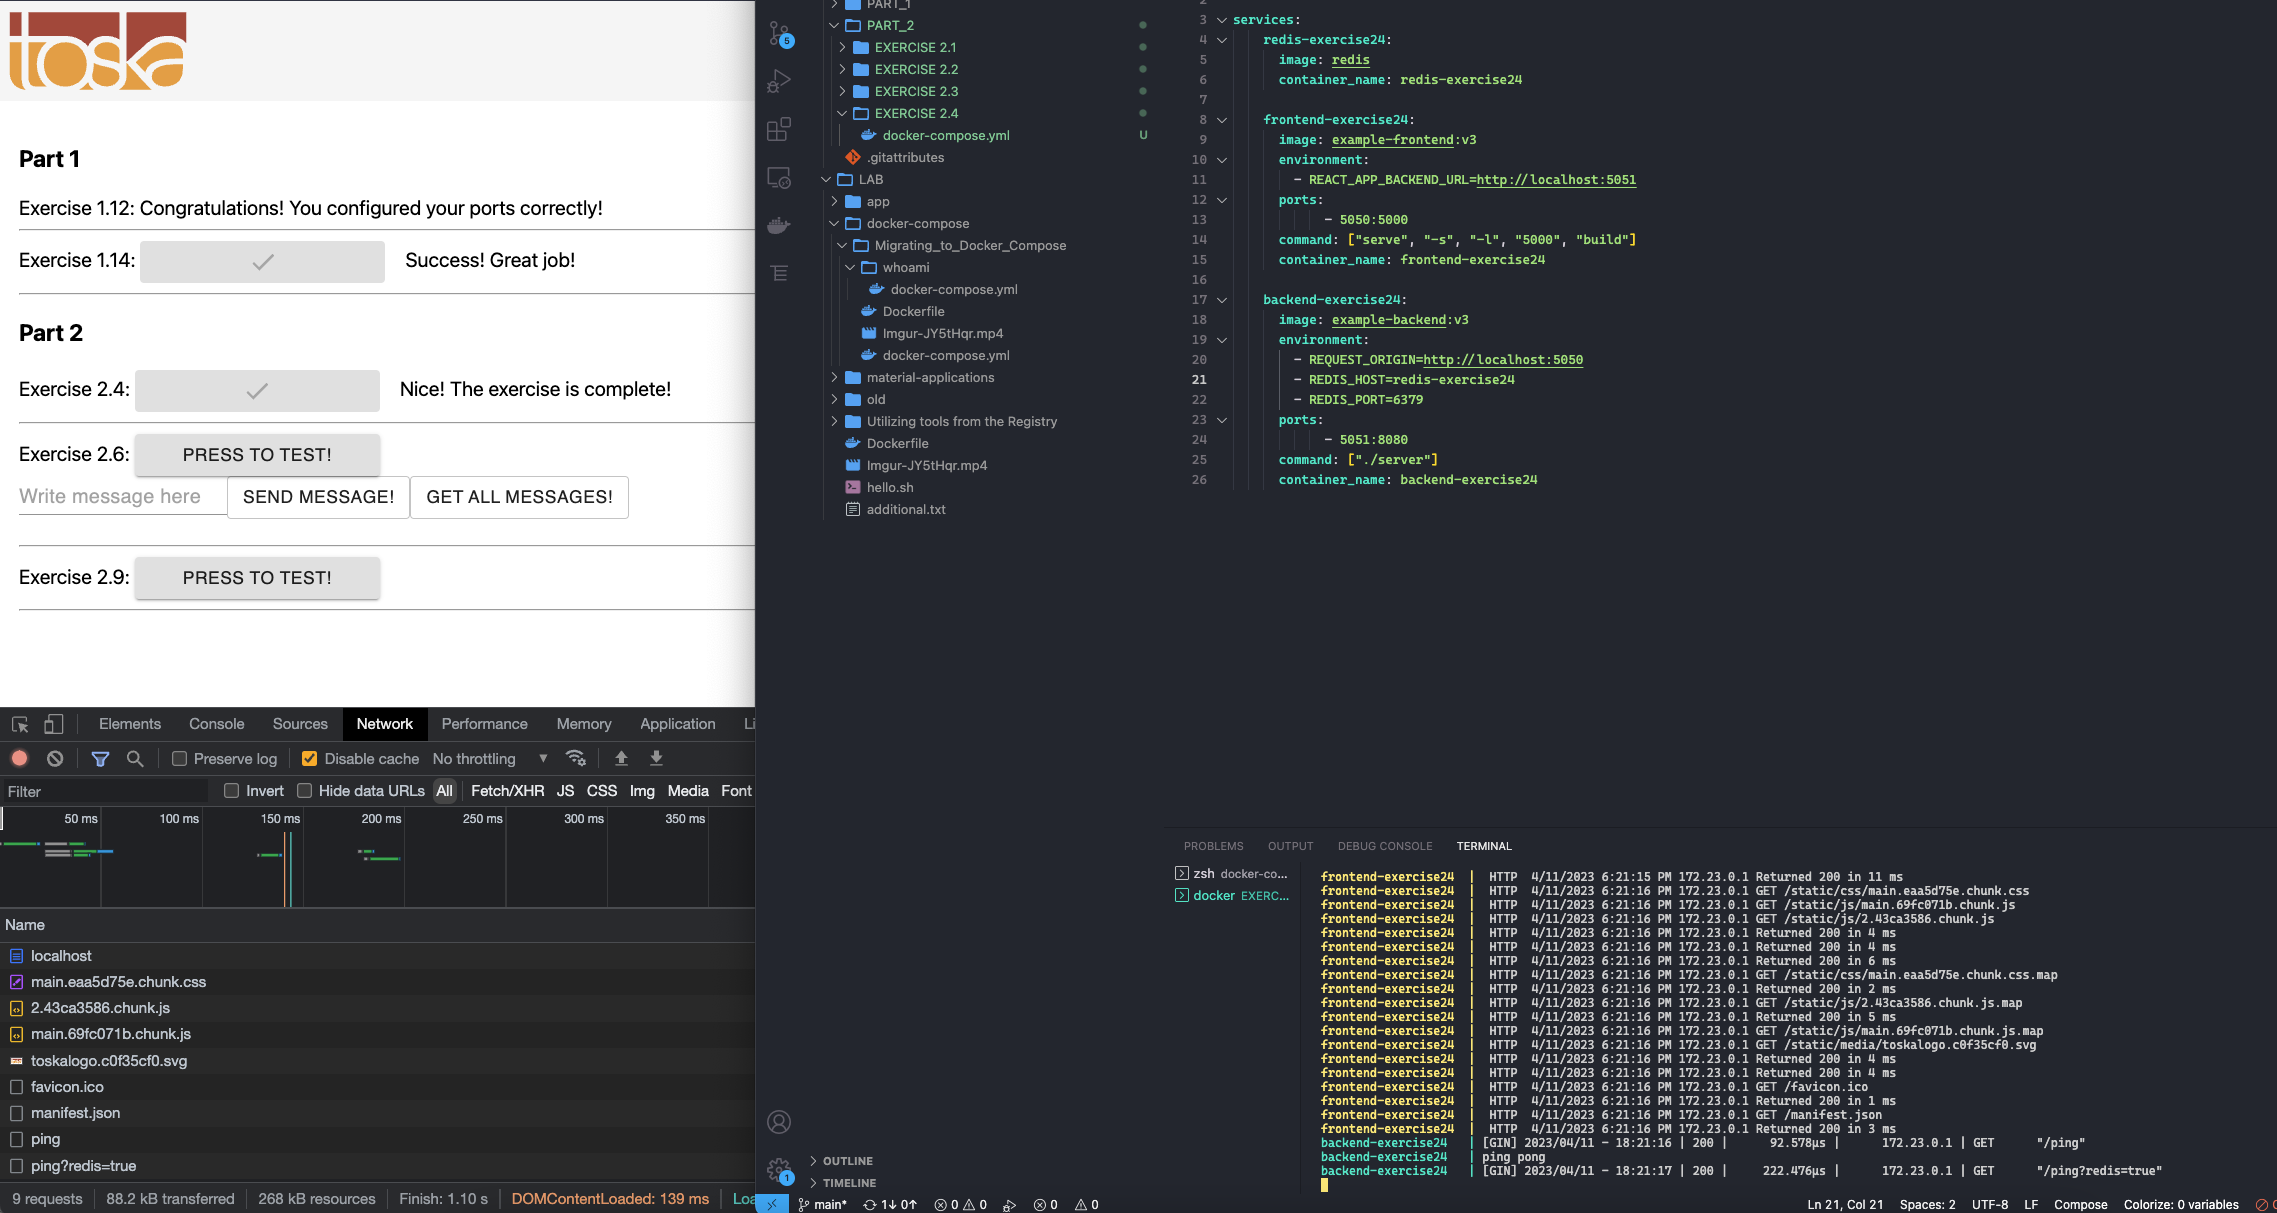 toska
Part 1
Exercise 1.12: Congratulations! You configured your ports correctly!
Exercise 1.14:
Success! Great job!
Part 2
Exercise 2.4:
Nice! The exercise is complete!
Exercise 2.6:
PRESS TO TEST!
Write message here
SEND MESSAGE!
GET ALL MESSAGES!
Exercise 2.9:
PRESS TO TEST!
Elements Console Sources Network Performance Memory Application
Preserve log
Disable cache
No throttling
Filter
Invert
Hide data URLs
All Fetch/XHR JS CSS Img Media Font
50 ms 100 ms 150 ms 200 ms 250 ms 300 ms 350 ms
Name
localhost
main.eaa5d75e.chunk.css
2.43ca3586.chunk.js
main.69fc071b.chunk.js
toskalogo.c0f35cf0.svg
favicon.ico
manifest.json
ping
ping?redis=true
9 requests 88.2 kB transferred 268 kB resources Finish: 1.10 s DOMContentLoaded: 139 ms
5
PART_1
PART_2
EXERCISE 2.1
EXERCISE 2.2
EXERCISE 2.3
EXERCISE 2.4
docker-compose.yml U
.gitattributes
LAB
app
docker-compose
Migrating_to_Docker_Compose
whoami
docker-compose.yml
Dockerfile
Imgur-JY5tHqr.mp4
docker-compose.yml
material-applications
old
Utilizing tools from the Registry
Dockerfile
Imgur-JY5tHqr.mp4
hello.sh
additional.txt
OUTLINE
TIMELINE
1
2
3 services:
4 redis-exercise24:
5 image: redis
6 container_name: redis-exercise24
7
8 frontend-exercise24:
9 image: example-frontend:v3
10 environment:
11 - REACT_APP_BACKEND_URL=http://localhost:5051
12 ports:
13 - 5050:5000
14 command: ["serve", "-s", "-l", "5000", "build"]
15 container_name: frontend-exercise24
16
17 backend-exercise24:
18 image: example-backend:v3
19 environment:
20 - REQUEST_ORIGIN=http://localhost:5050
21 - REDIS_HOST=redis-exercise24
22 - REDIS_PORT=6379
23 ports:
24 - 5051:8080
25 command: ["./server"]
26 container_name: backend-exercise24
PROBLEMS OUTPUT DEBUG CONSOLE TERMINAL
zsh docker-co...
docker EXERC...
frontend-exercise24 | HTTP 4/11/2023 6:21:15 PM 172.23.0.1 Returned 200 in 11 ms
frontend-exercise24 | HTTP 4/11/2023 6:21:16 PM 172.23.0.1 GET /static/css/main.eaa5d75e.chunk.css
frontend-exercise24 | HTTP 4/11/2023 6:21:16 PM 172.23.0.1 GET /static/js/main.69fc071b.chunk.js
frontend-exercise24 | HTTP 4/11/2023 6:21:16 PM 172.23.0.1 GET /static/js/2.43ca3586.chunk.js
frontend-exercise24 | HTTP 4/11/2023 6:21:16 PM 172.23.0.1 Returned 200 in 4 ms
frontend-exercise24 | HTTP 4/11/2023 6:21:16 PM 172.23.0.1 Returned 200 in 4 ms
frontend-exercise24 | HTTP 4/11/2023 6:21:16 PM 172.23.0.1 Returned 200 in 6 ms
frontend-exercise24 | HTTP 4/11/2023 6:21:16 PM 172.23.0.1 GET /static/css/main.eaa5d75e.chunk.css.map
frontend-exercise24 | HTTP 4/11/2023 6:21:16 PM 172.23.0.1 Returned 200 in 2 ms
frontend-exercise24 | HTTP 4/11/2023 6:21:16 PM 172.23.0.1 GET /static/js/2.43ca3586.chunk.js.map
frontend-exercise24 | HTTP 4/11/2023 6:21:16 PM 172.23.0.1 Returned 200 in 5 ms
frontend-exercise24 | HTTP 4/11/2023 6:21:16 PM 172.23.0.1 GET /static/js/main.69fc071b.chunk.js.map
frontend-exercise24 | HTTP 4/11/2023 6:21:16 PM 172.23.0.1 GET /static/media/toskalogo.c0f35cf0.svg
frontend-exercise24 | HTTP 4/11/2023 6:21:16 PM 172.23.0.1 Returned 200 in 4 ms
frontend-exercise24 | HTTP 4/11/2023 6:21:16 PM 172.23.0.1 Returned 200 in 4 ms
frontend-exercise24 | HTTP 4/11/2023 6:21:16 PM 172.23.0.1 GET /favicon.ico
frontend-exercise24 | HTTP 4/11/2023 6:21:16 PM 172.23.0.1 Returned 200 in 1 ms
frontend-exercise24 | HTTP 4/11/2023 6:21:16 PM 172.23.0.1 GET /manifest.json
frontend-exercise24 | HTTP 4/11/2023 6:21:16 PM 172.23.0.1 Returned 200 in 3 ms
backend-exercise24 | [GIN] 2023/04/11 - 18:21:16 | 200 | 92.578µs | 172.23.0.1 | GET "/ping"
backend-exercise24 | ping pong
backend-exercise24 | [GIN] 2023/04/11 - 18:21:17 | 200 | 222.476µs | 172.23.0.1 | GET "/ping?redis=true"
main* 1↓ 0↑ 0 0 0 0
Ln 21, Col 21 Spaces: 2 UTF-8 LF Compose Colorize: 0 variables